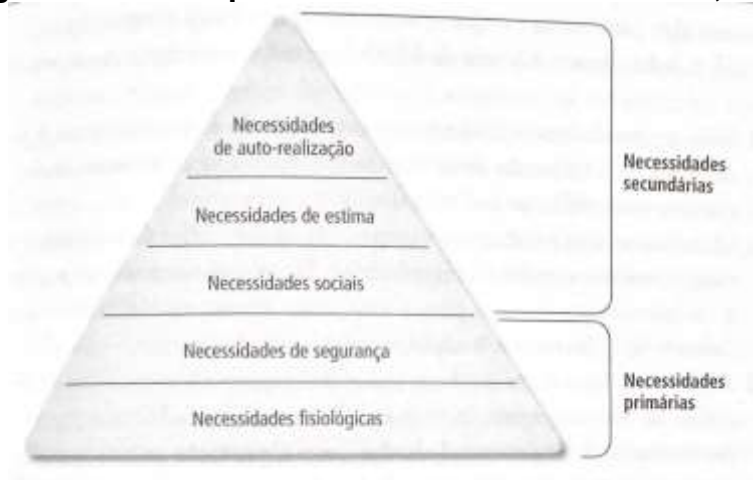 Necessidades
de auto-realização
Necessidades de estima
Necessidades sociais
Necessidades de segurança
Necessidades fisiológicas
Necessidades
secundárias
Necessidades
primárias